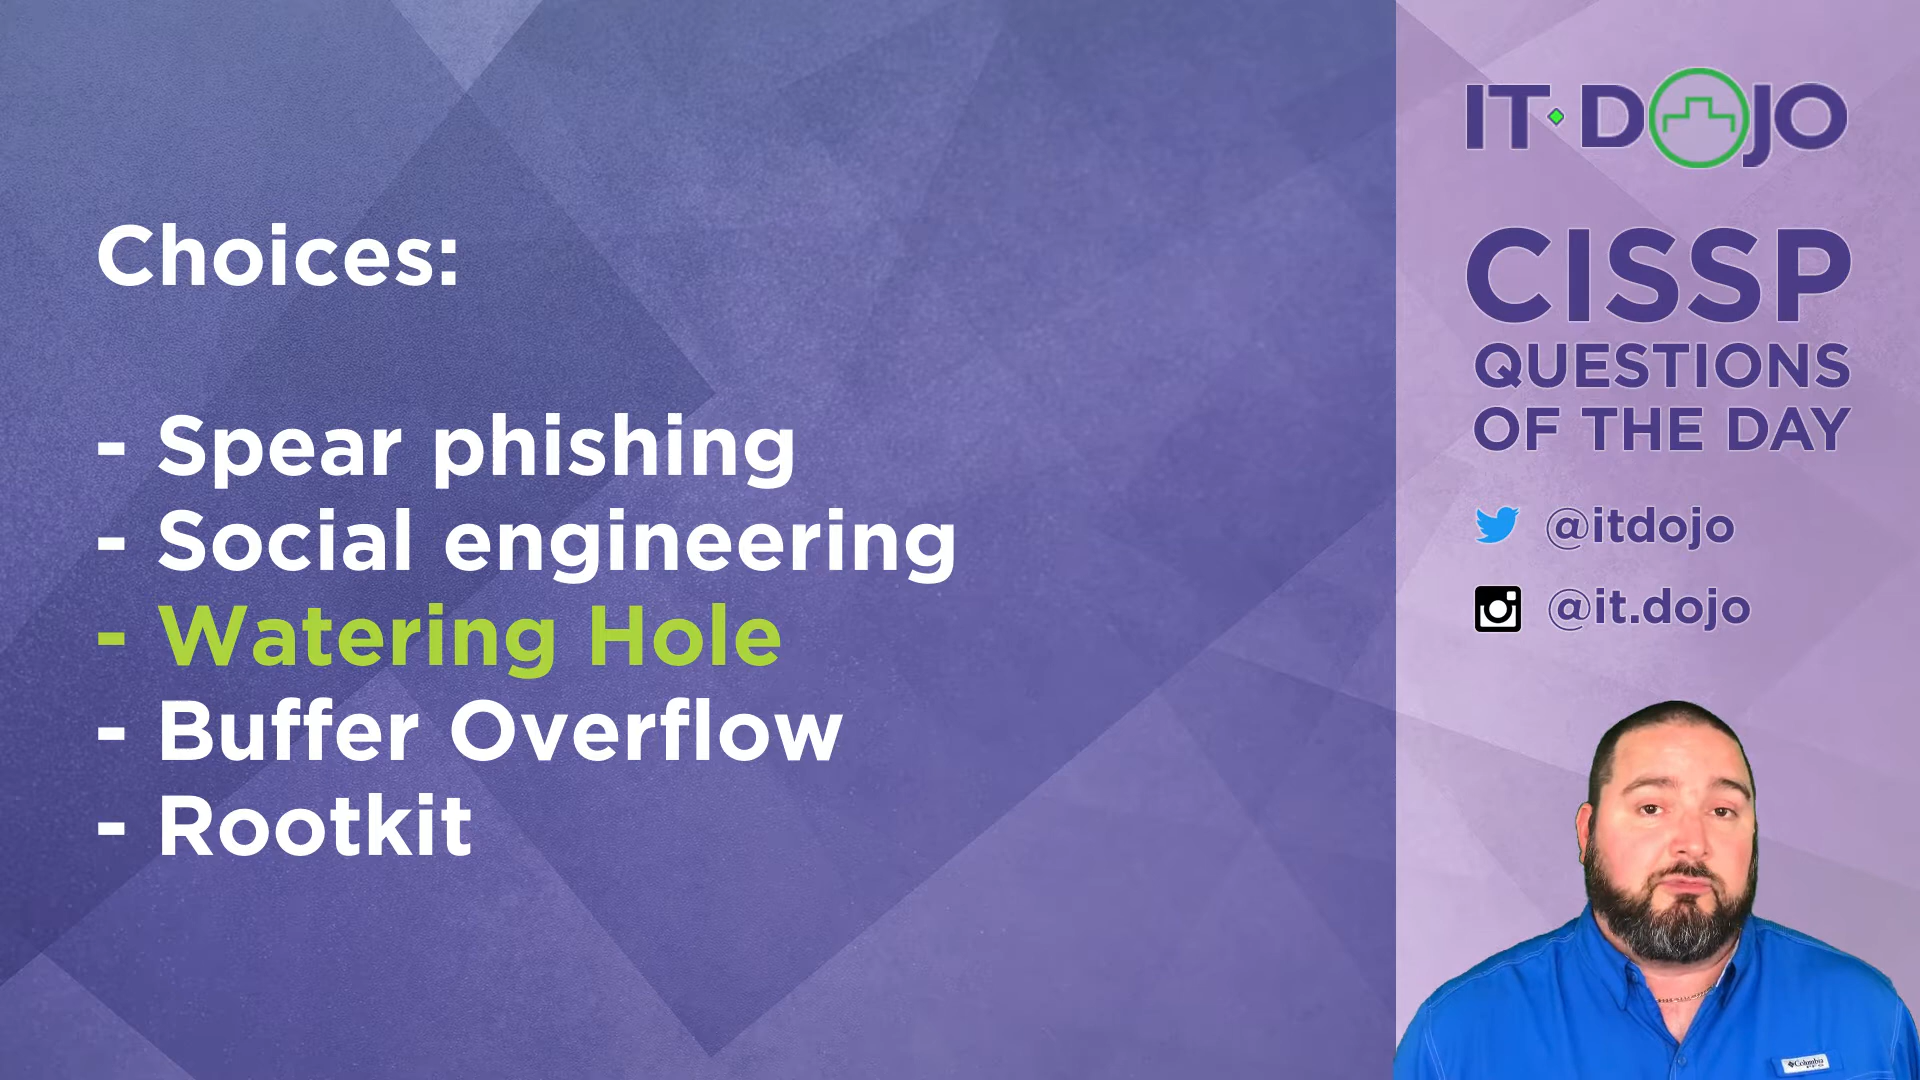 Choices:
- Spear phishing
- Social engineering
- Watering Hole
- Buffer Overflow
- Rootkit
IT DOJO
CISSP
QUESTIONS
OF THE DAY
@itdojo
@it.dojo
Columbia